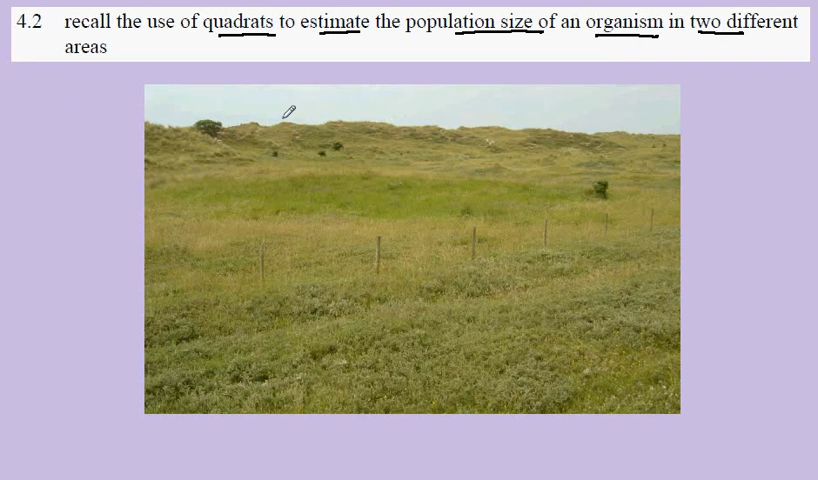 4.2 recall the use of quadrats to estimate the population size of an organism in two different
areas